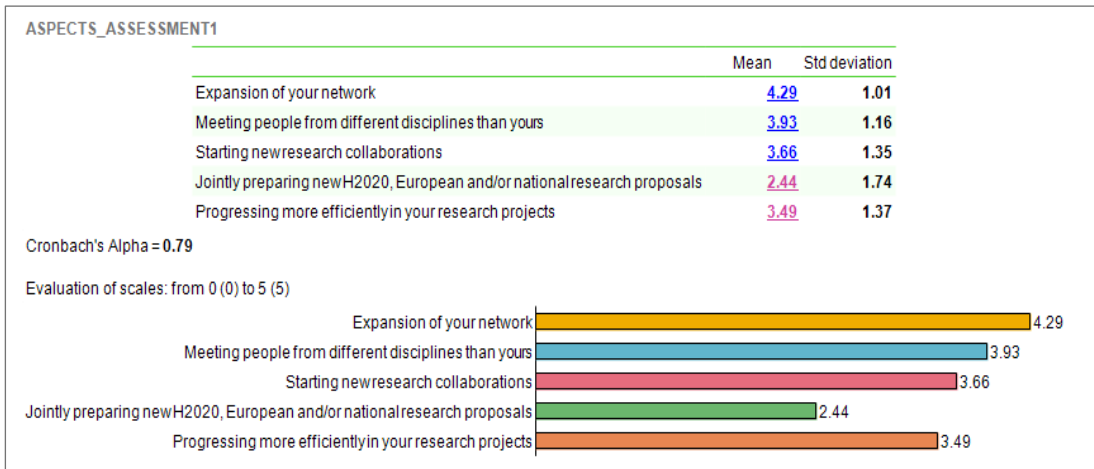 ASPECTS_ASSESSMENT1
Mean Std deviation
Expansion of your network 4.29 1.01
Meeting people from different disciplines than yours 3.93 1.16
Starting new research collaborations 3.66 1.35
Jointly preparing new H2020, European and/or national research proposals 2.44 1.74
Progressing more efficiently in your research projects 3.49 1.37
Cronbach's Alpha = 0.79
Evaluation of scales: from 0 (0) to 5 (5)
Expansion of your network 4.29
Meeting people from different disciplines than yours 3.93
Starting new research collaborations 3.66
Jointly preparing new H2020, European and/or national research proposals 2.44
Progressing more efficiently in your research projects 3.49